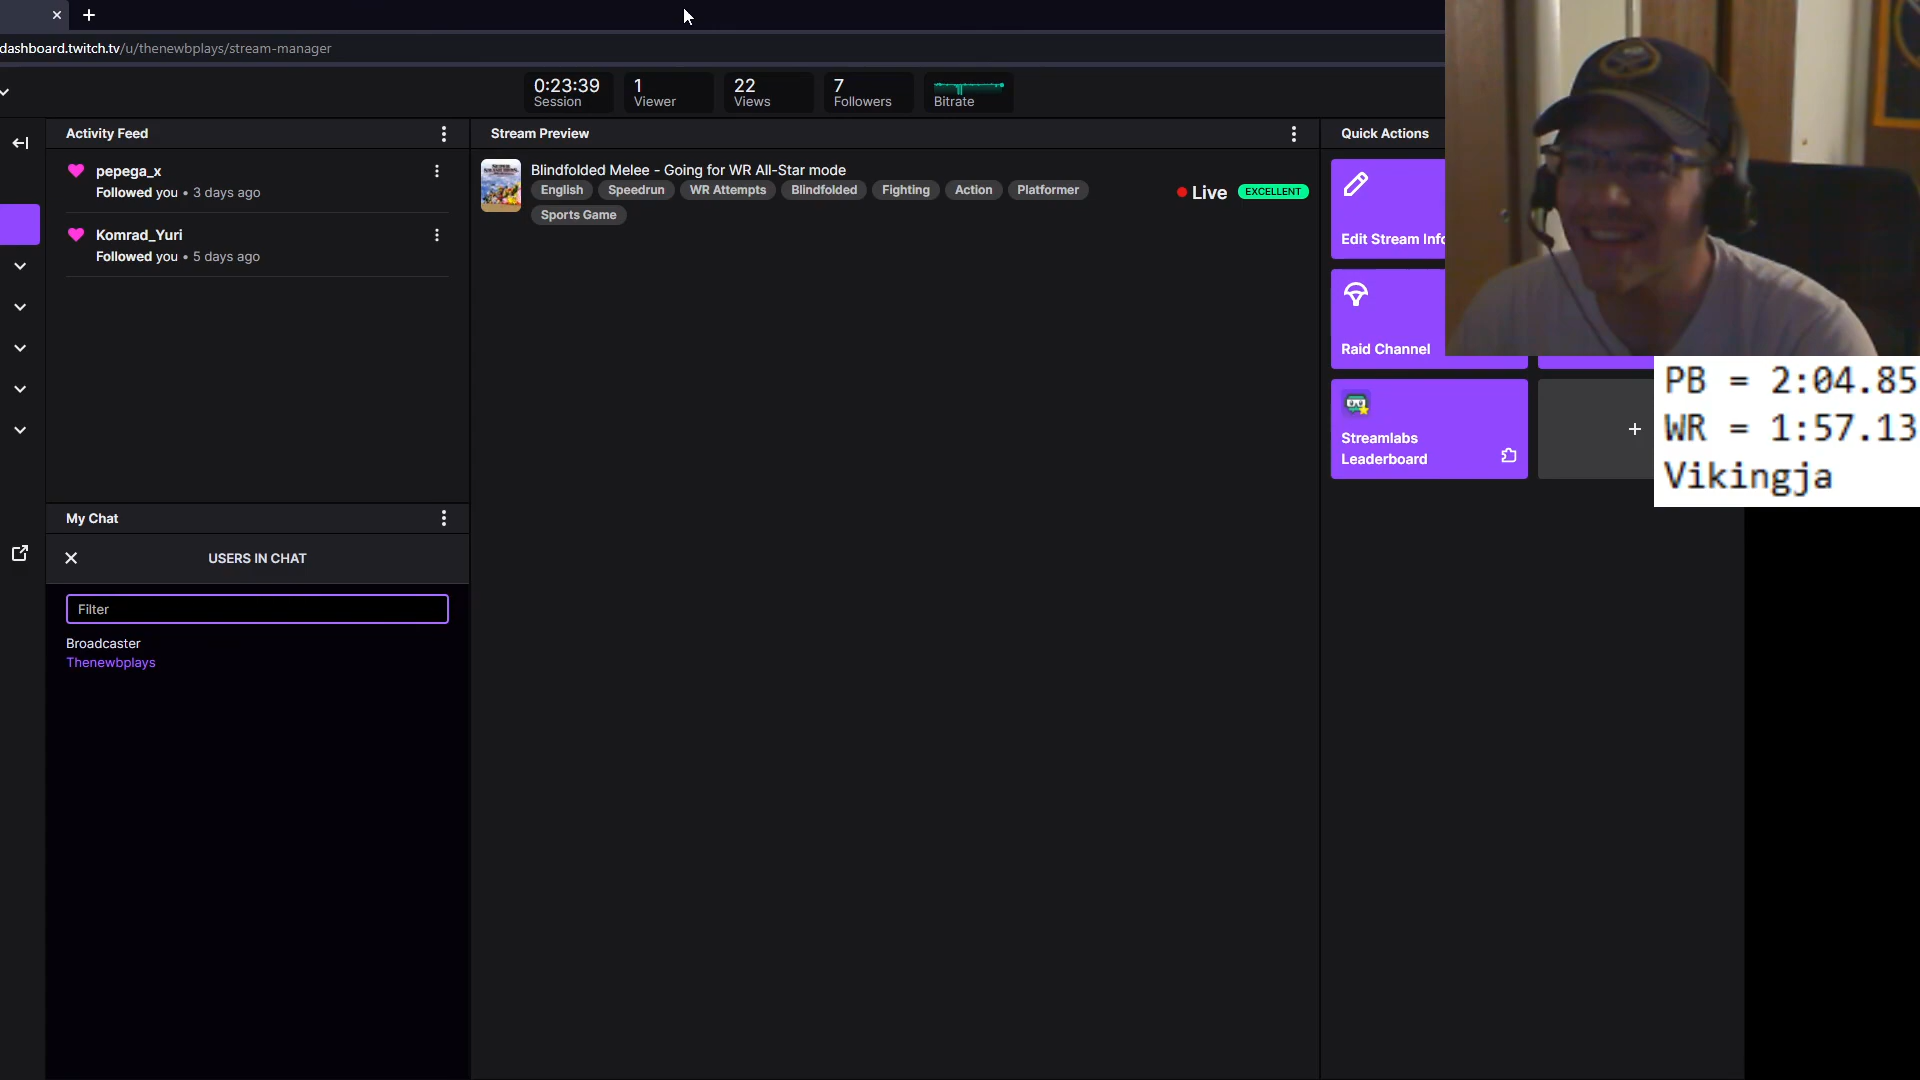 dashboard.twitch.tv/u/thenewbplays/stream-manager
0:23:39
Session
1
Viewer
22
Views
7
Followers
Bitrate
Activity Feed
pepega_x
Followed you • 3 days ago
Komrad_Yuri
Followed you • 5 days ago
Stream Preview
Blindfolded Melee - Going for WR All-Star mode
English
Speedrun
WR Attempts
Blindfolded
Fighting
Action
Platformer
Sports Game
Live
EXCELLENT
Quick Actions
Edit Stream Info
Raid Channel
Streamlabs
Leaderboard
PB = 2:04.85
WR = 1:57.13
Vikingja
My Chat
USERS IN CHAT
Filter
Broadcaster
Thenewbplays